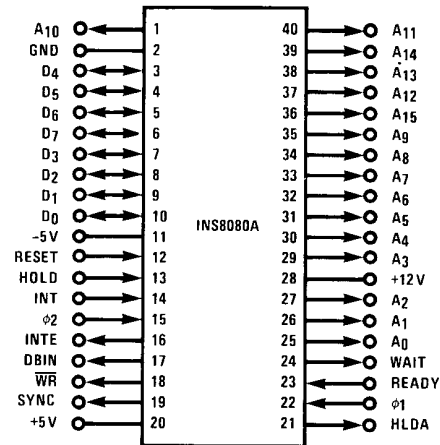 A10 1 40 A11
GND 2 39 A14
D4 3 38 A13
D5 4 37 A12
D6 5 36 A15
D7 6 35 A9
D3 7 34 A8
D2 8 33 A7
D1 9 32 A6
D0 10 31 A5
INS8080A
-5V 11 30 A4
RESET 12 29 A3
HOLD 13 28 +12V
INT 14 27 A2
ϕ2 15 26 A1
INTE 16 25 A0
DBIN 17 24 WAIT
W̅R̅ 18 23 READY
SYNC 19 22 ϕ1
+5V 20 21 HLDA